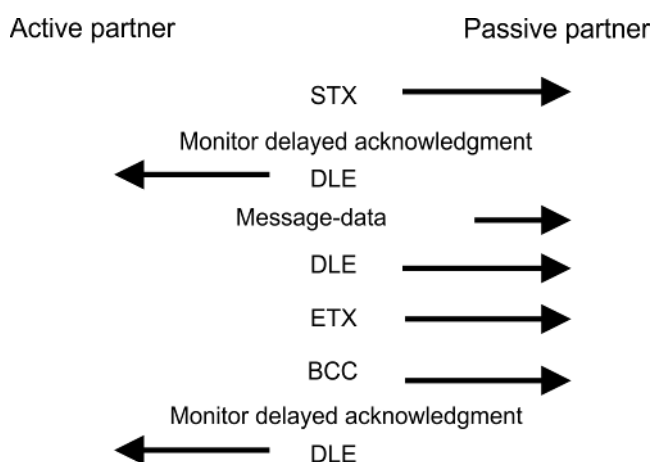 Active partner Passive partner
STX
Monitor delayed acknowledgment
DLE
Message-data
DLE
ETX
BCC
Monitor delayed acknowledgment
DLE